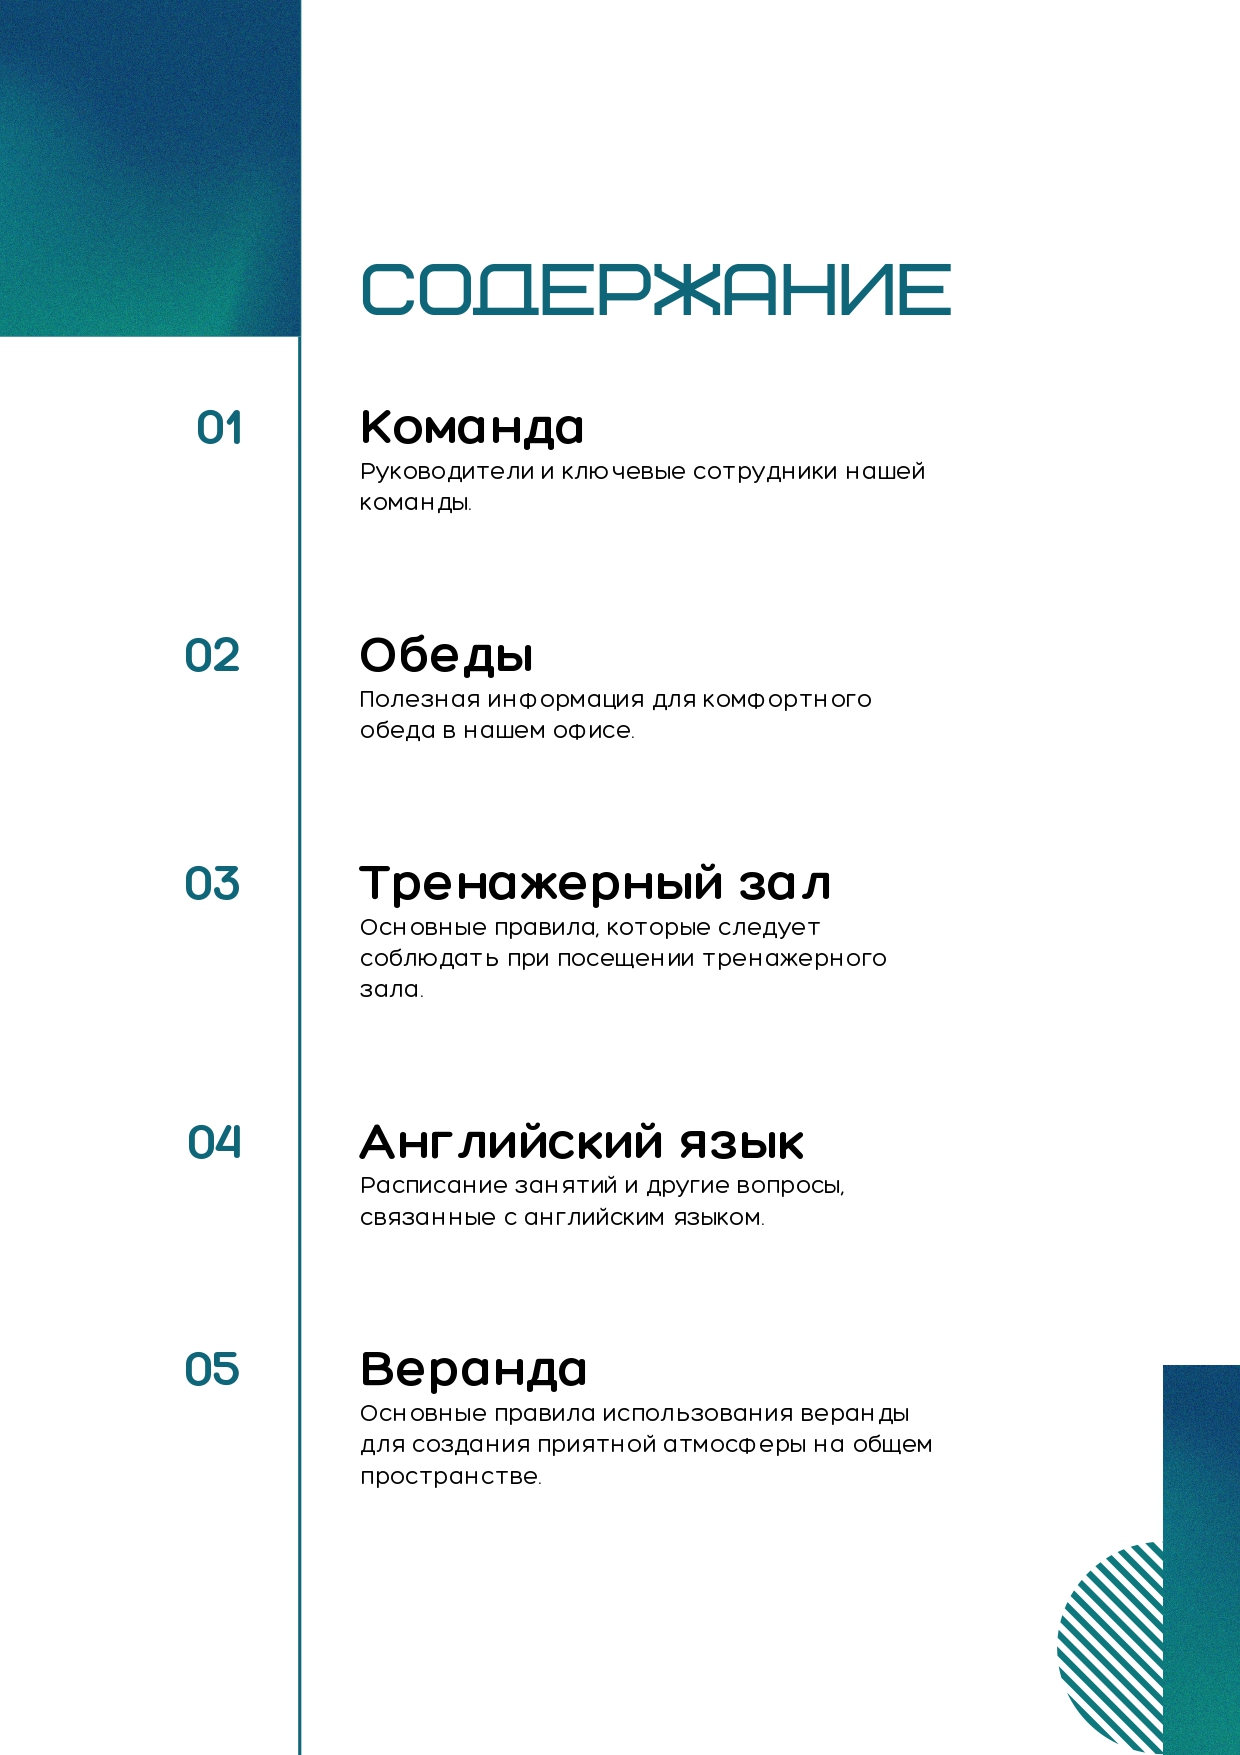 СОДЕРЖАНИЕ
01
Команда
Руководители и ключевые сотрудники нашей
команды.
02
Обеды
Полезная информация для комфортного
обеда в нашем офисе.
03
Тренажерный зал
Основные правила, которые следует
соблюдать при посещении тренажерного
зала.
04
Английский язык
Расписание занятий и другие вопросы,
связанные с английским языком.
05
Веранда
Основные правила использования веранды
для создания приятной атмосферы на общем
пространстве.